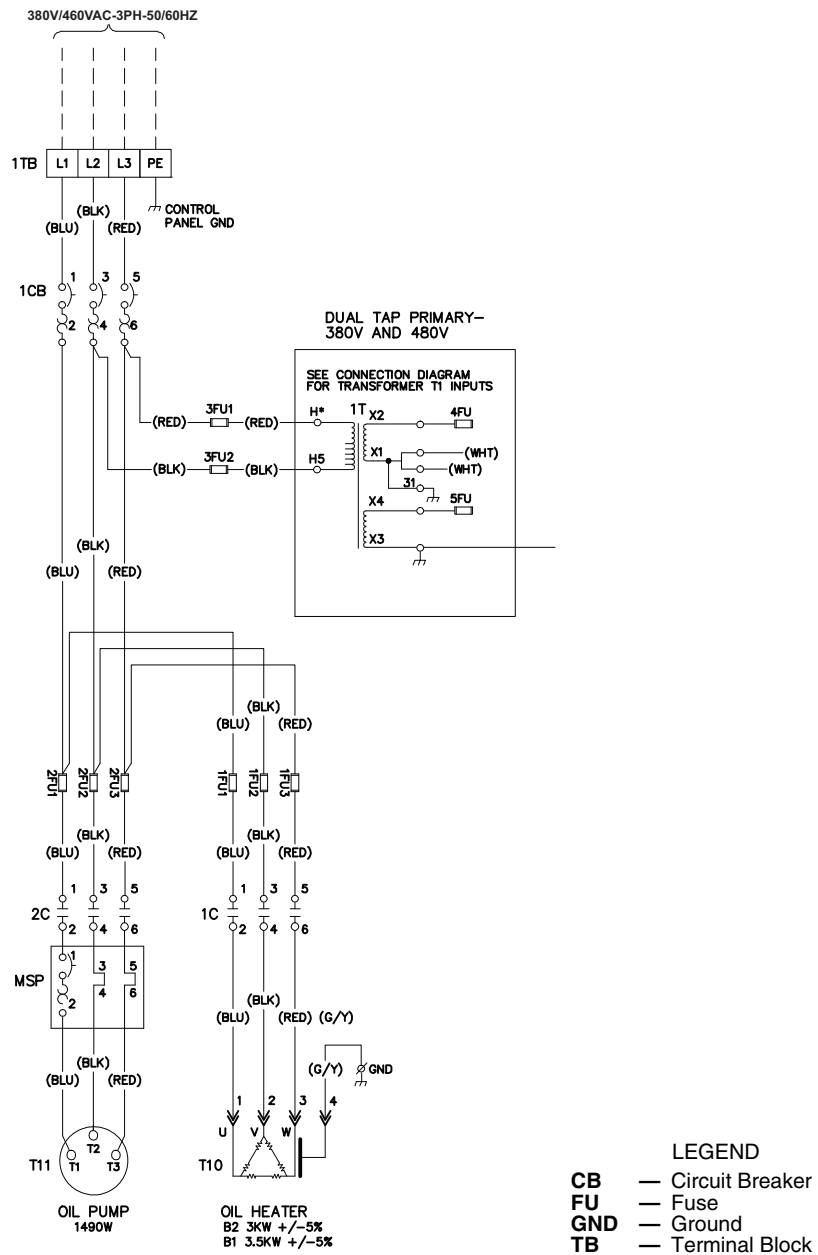 380V/460VAC-3PH-50/60HZ
1TB L1 L2 L3 PE
(BLK)
CONTROL
PANEL GND
(BLU) (RED)
1CB 1 3 5
2 4 6
DUAL TAP PRIMARY-
380V AND 480V
SEE CONNECTION DIAGRAM
FOR TRANSFORMER T1 INPUTS
(RED) 3FU1 (RED) H* 1T X2 4FU
X1 (WHT)
(BLK) 3FU2 (BLK) H5 (WHT)
31
X4 5FU
X3
(BLK)
(BLU) (RED)
(BLK)
(BLU) (RED)
2FU1 2FU2 2FU3 1FU1 1FU2 1FU3
(BLK) (BLK)
(BLU) (RED) (BLU) (RED)
1 3 5 1 3 5
2C 1C
2 4 6 2 4 6
MSP 1 3 5
2 4 6
(BLK)
(BLU) (RED) (G/Y)
(BLK) (G/Y) GND
(BLU) (RED)
1 2 3 4
U V W
T11 T1 T2 T3 T10
OIL PUMP
1490W
OIL HEATER
B2 3KW +/-5%
B1 3.5KW +/-5%
LEGEND
CB — Circuit Breaker
FU — Fuse
GND — Ground
TB — Terminal Block